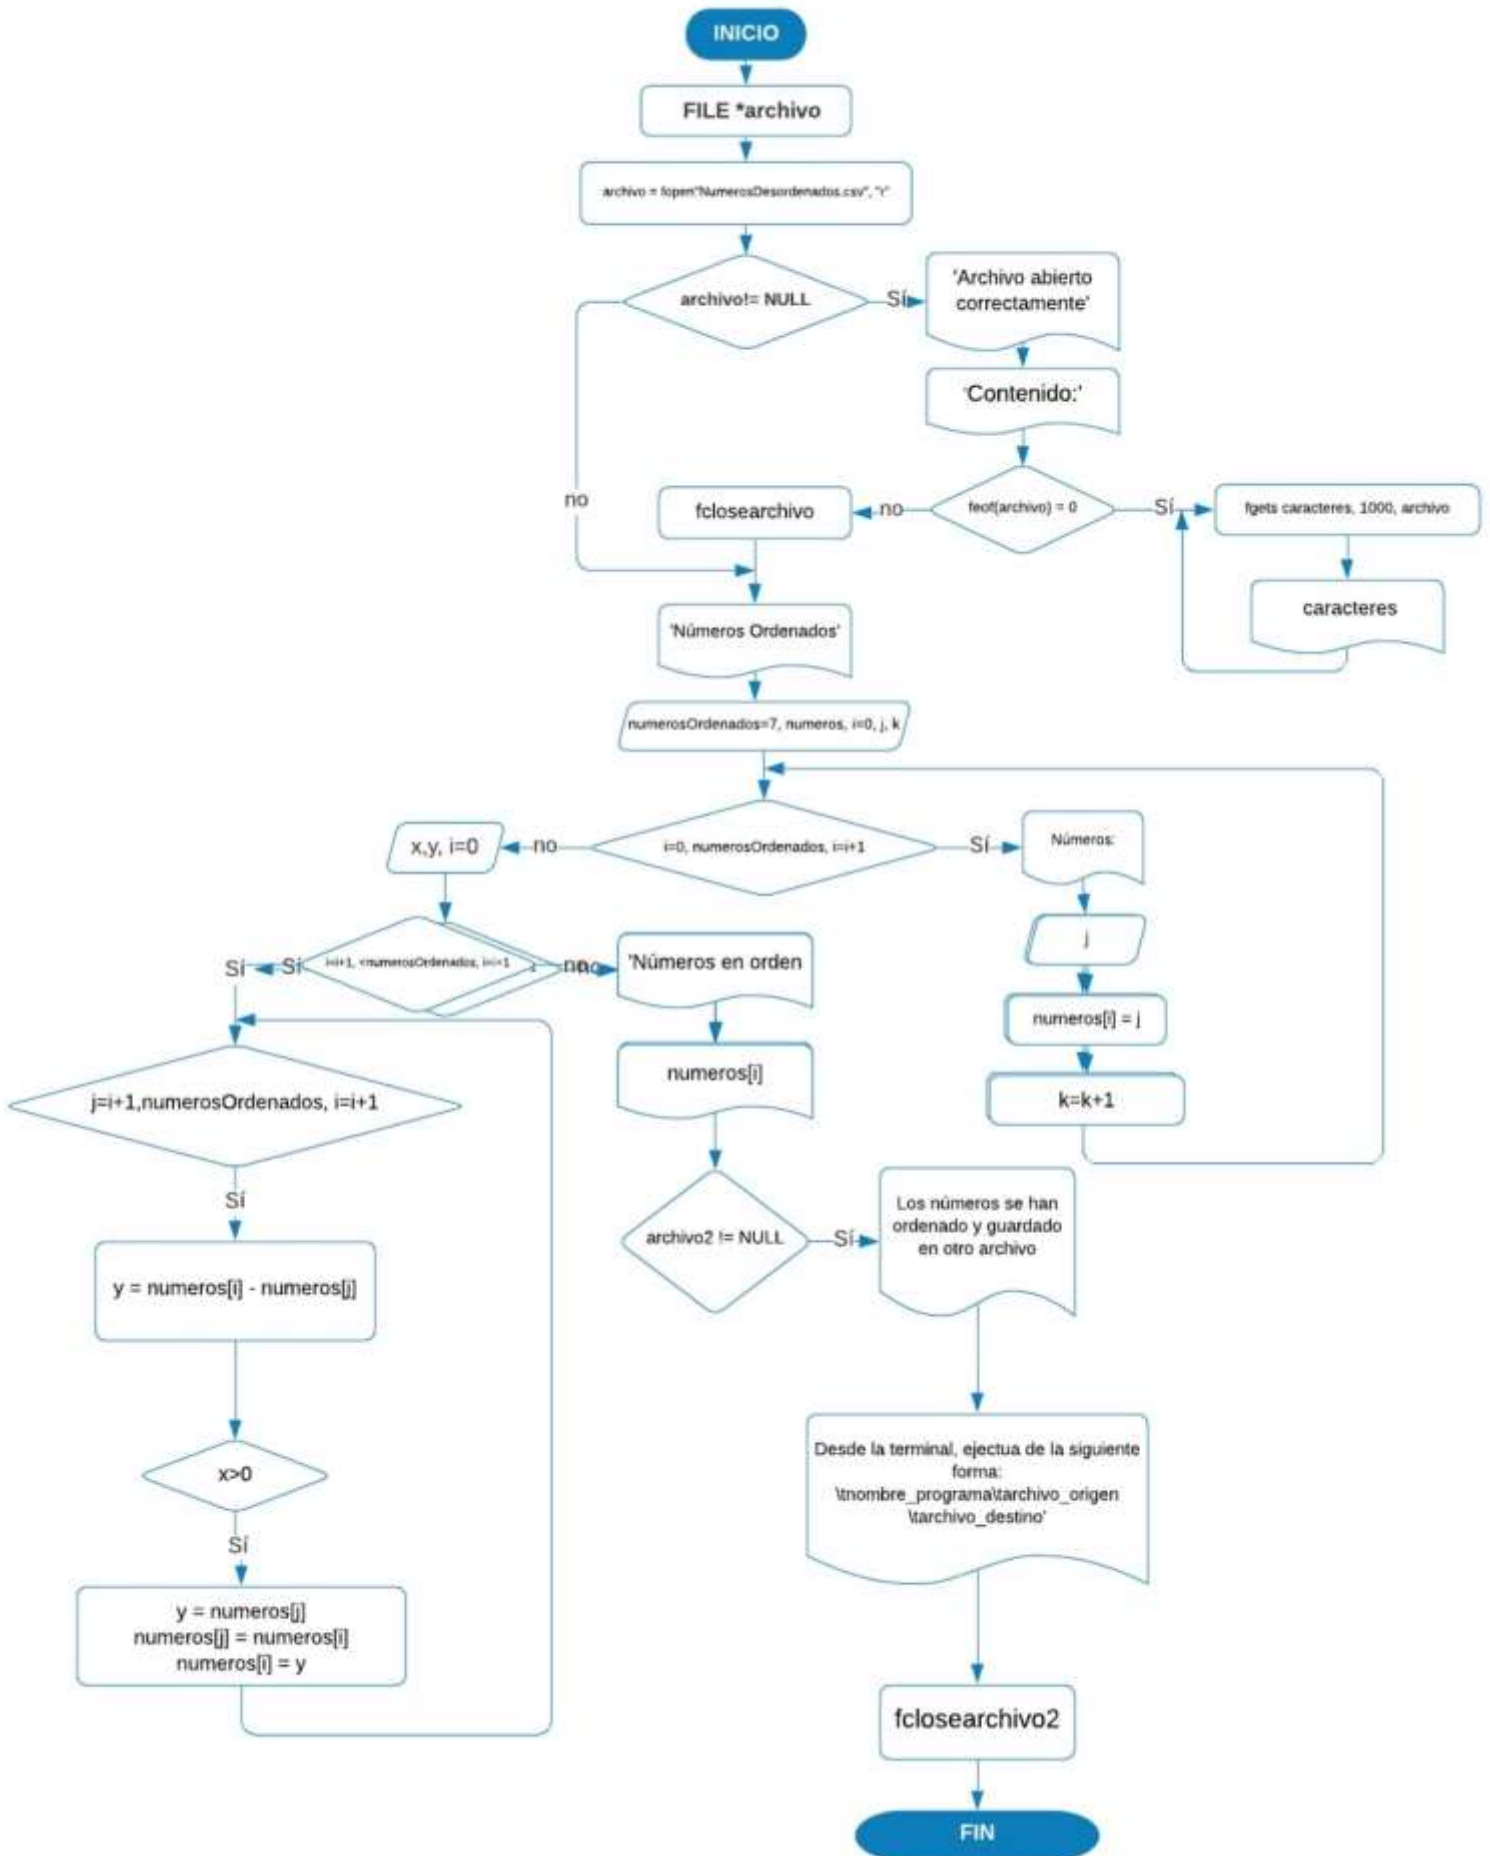 INICIO
FILE *archivo
archivo = fopen"NumerosDesordenados.csv", "r"
archivo!= NULL
Sí
'Archivo abierto
correctamente'
'Contenido:'
no
fclosearchivo
no
feof(archivo) = 0
Sí
fgets caracteres, 1000, archivo
caracteres
'Números Ordenados'
numerosOrdenados=7, numeros, i=0, j, k
x,y, i=0
no
i=0, numerosOrdenados, i=i+1
Sí
Números:
j
numeros[i] = j
k=k+1
Sí
Sí
i=i+1, <numerosOrdenados, i=i+1
no
no
'Números en orden
numeros[i]
j=i+1,numerosOrdenados, i=i+1
Sí
y = numeros[i] - numeros[j]
x>0
Sí
y = numeros[j]
numeros[j] = numeros[i]
numeros[i] = y
archivo2 != NULL
Sí
Los números se han
ordenado y guardado
en otro archivo
Desde la terminal, ejectua de la siguiente
forma:
\tnombre_programa\tarchivo_origen
\tarchivo_destino'
fclosearchivo2
FIN